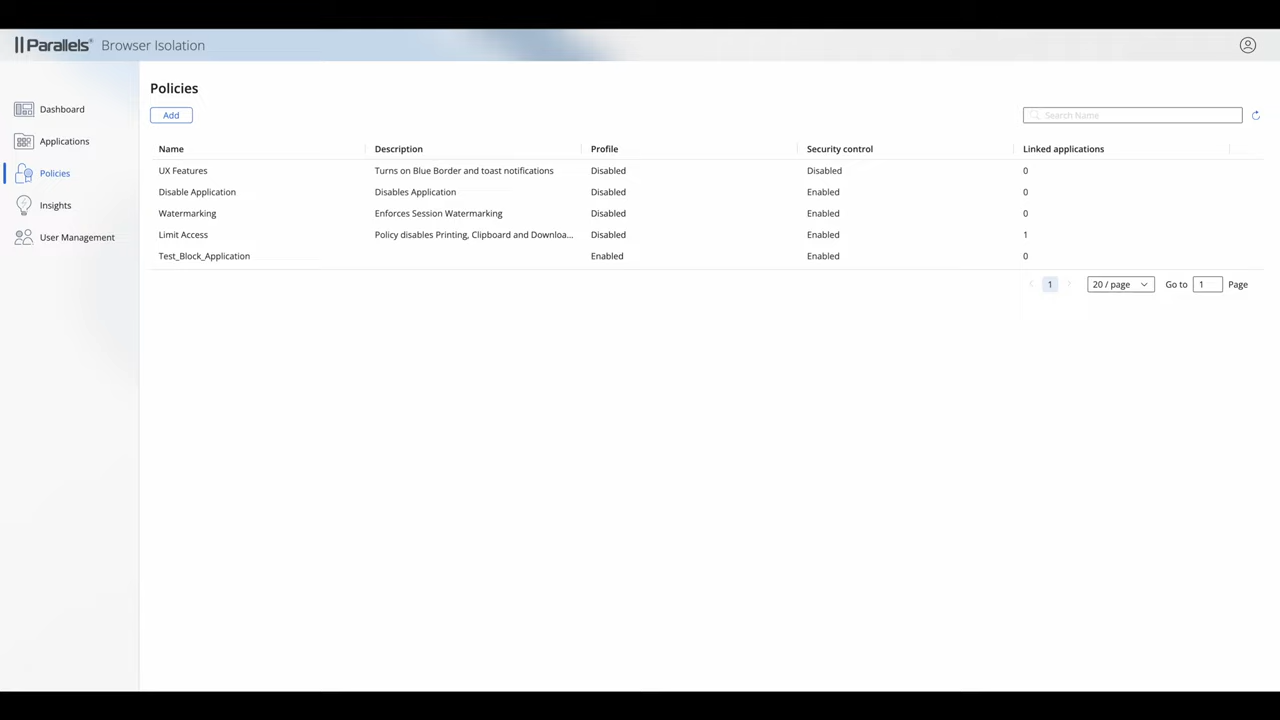 Parallels® Browser Isolation
Dashboard
Applications
Policies
Insights
User Management
Policies
Add
Search Name
Name Description Profile Security control Linked applications
UX Features Turns on Blue Border and toast notifications Disabled Disabled 0
Disable Application Disables Application Disabled Enabled 0
Watermarking Enforces Session Watermarking Disabled Enabled 0
Limit Access Policy disables Printing, Clipboard and Downloa... Disabled Enabled 1
Test_Block_Application Enabled Enabled 0
1 20 / page Go to 1 Page